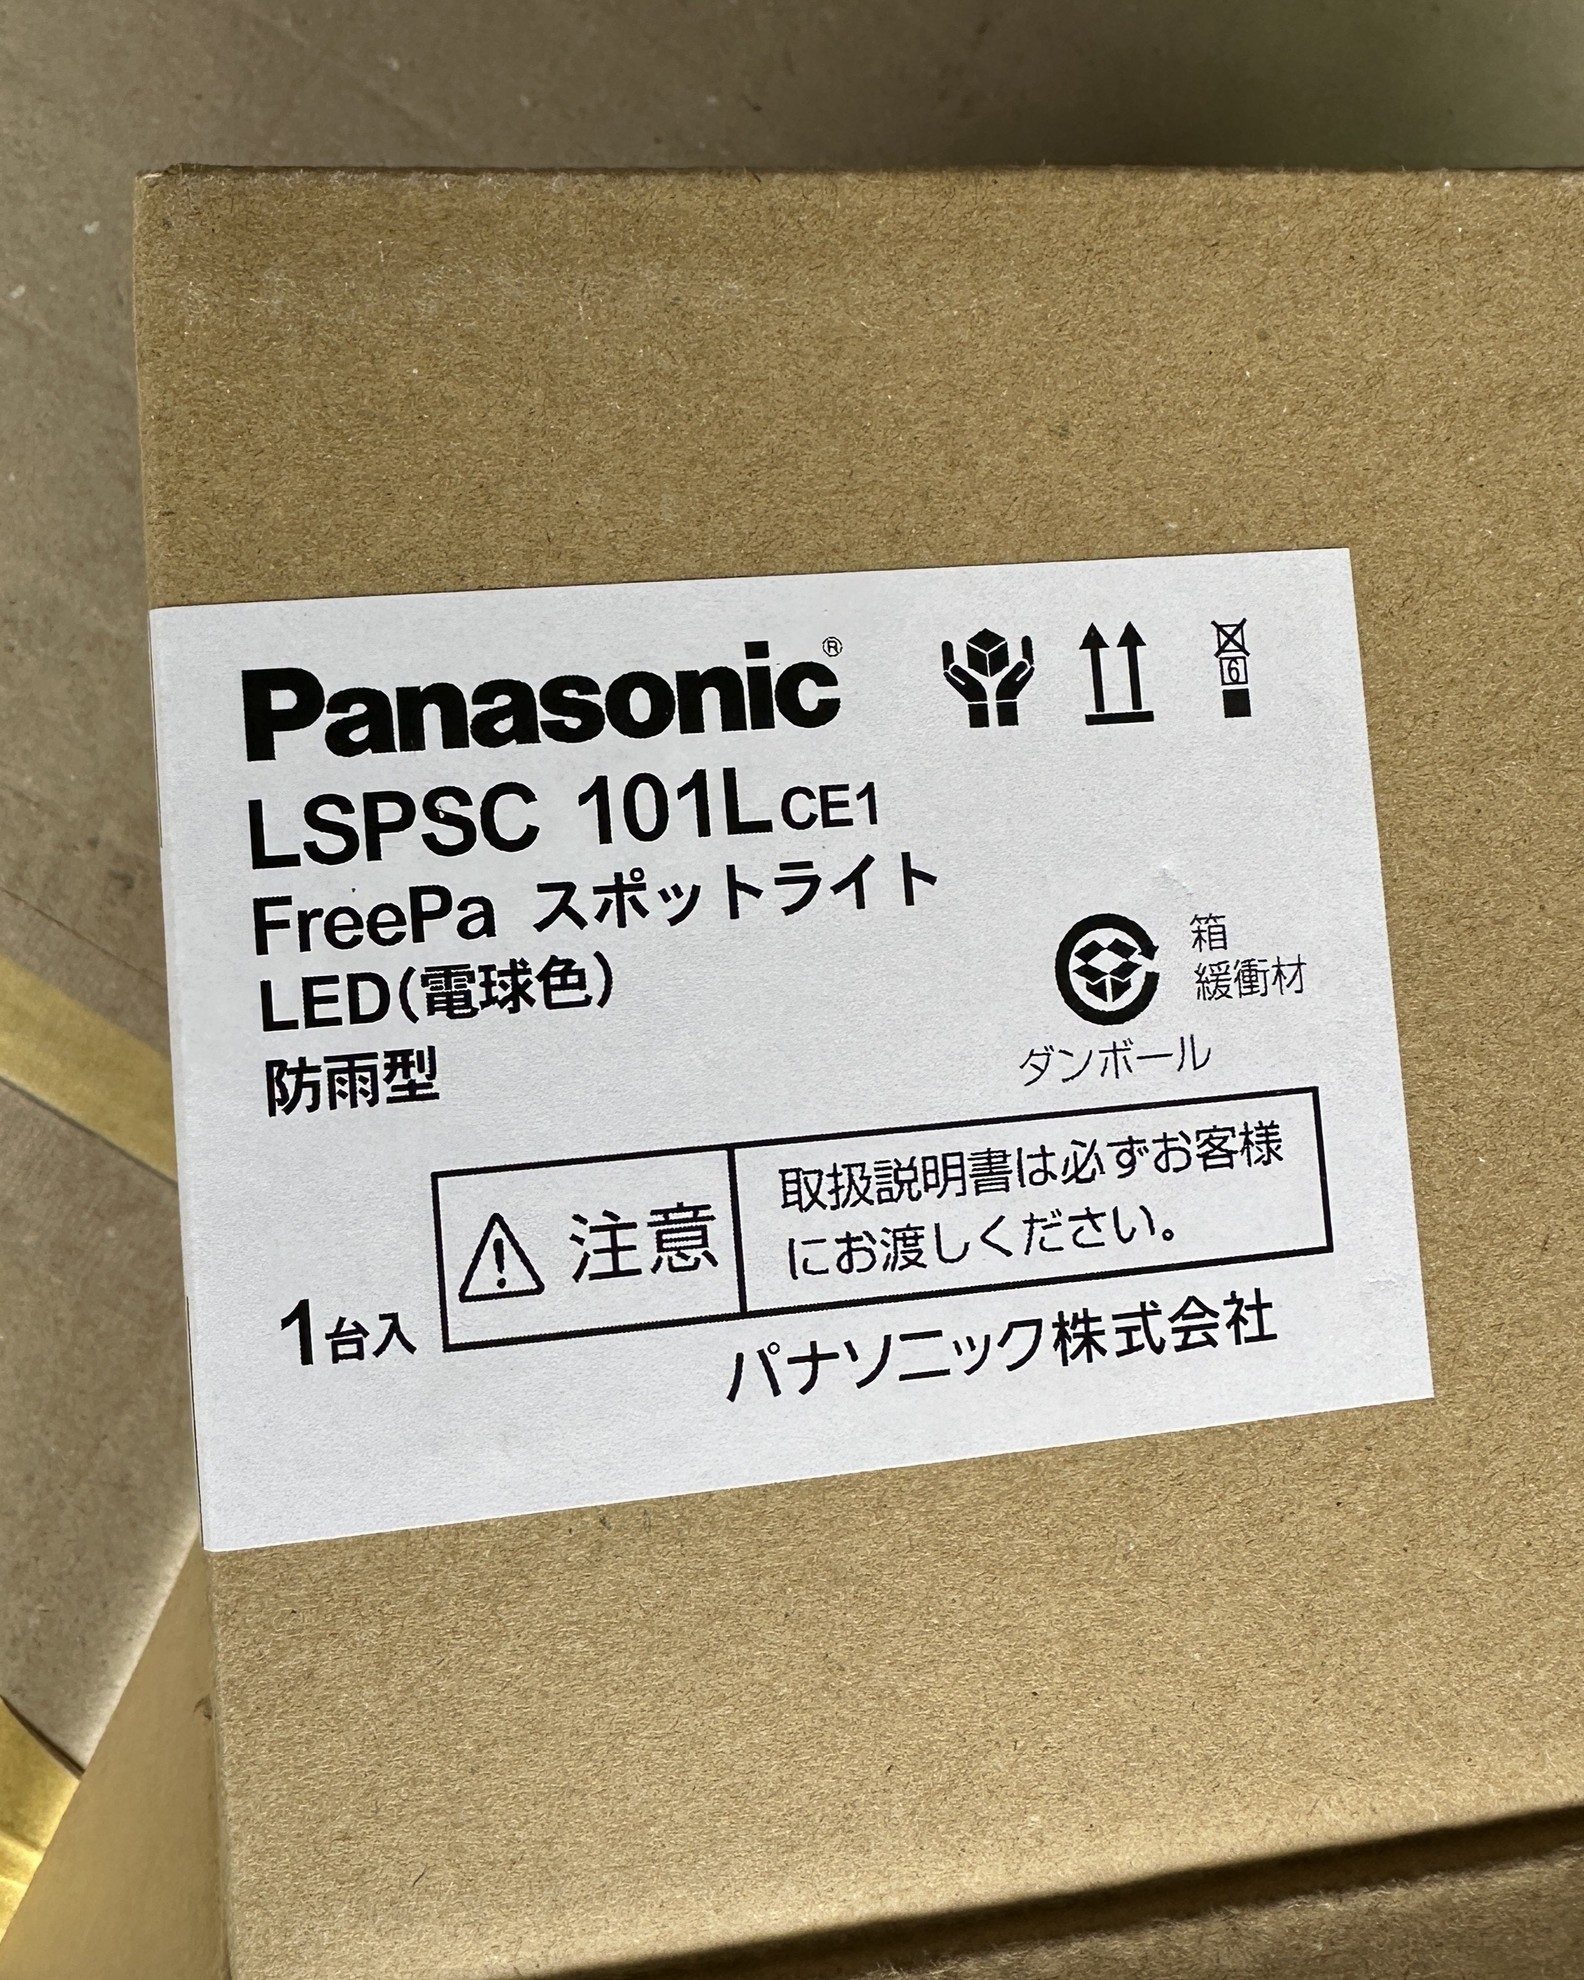 Panasonic®
6
LSPSC 101L CE1
FreePa スポットライト
LED(電球色)
防雨型
箱
緩衝材
ダンボール
注意
取扱説明書は必ずお客様
にお渡しください。
1台入
パナソニック株式会社